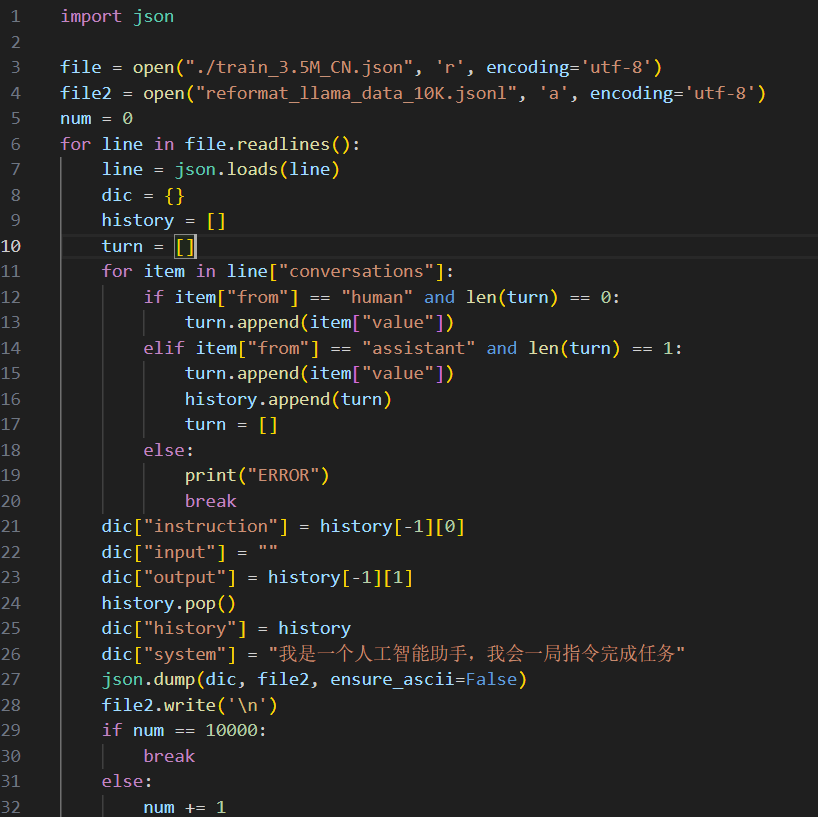 1 import json
2
3 file = open("./train_3.5M_CN.json", 'r', encoding='utf-8')
4 file2 = open("reformat_llama_data_10K.jsonl", 'a', encoding='utf-8')
5 num = 0
6 for line in file.readlines():
7     line = json.loads(line)
8     dic = {}
9     history = []
10     turn = []
11     for item in line["conversations"]:
12         if item["from"] == "human" and len(turn) == 0:
13             turn.append(item["value"])
14         elif item["from"] == "assistant" and len(turn) == 1:
15             turn.append(item["value"])
16             history.append(turn)
17             turn = []
18         else:
19             print("ERROR")
20             break
21     dic["instruction"] = history[-1][0]
22     dic["input"] = ""
23     dic["output"] = history[-1][1]
24     history.pop()
25     dic["history"] = history
26     dic["system"] = "我是一个人工智能助手，我会一局指令完成任务"
27     json.dump(dic, file2, ensure_ascii=False)
28     file2.write('\n')
29     if num == 10000:
30         break
31     else:
32         num += 1